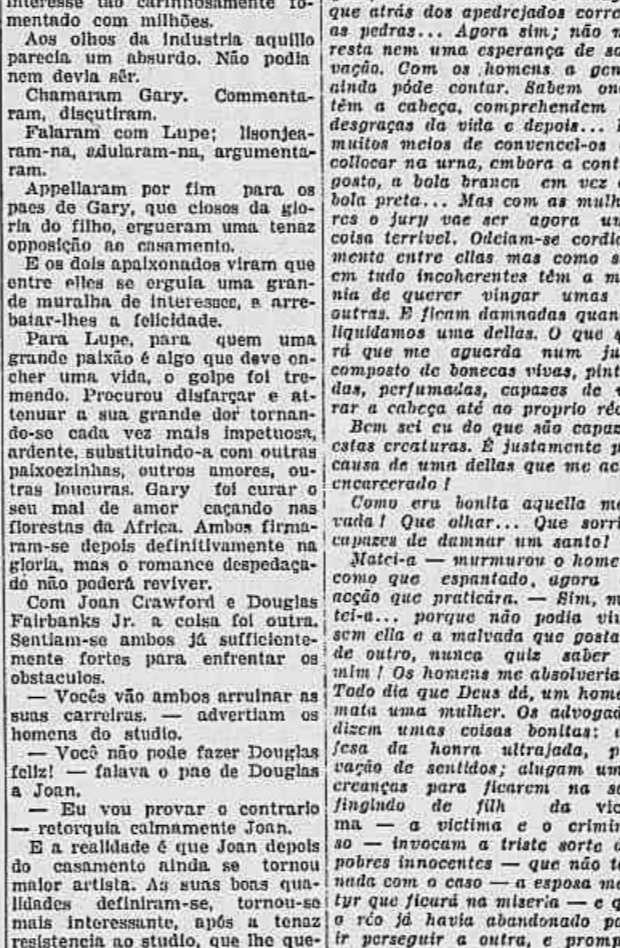 interesse tão carinhosamente fo-
mentado com milhões.
Aos olhos da industria aquillo
parecia um absurdo. Não podia
nem devia sêr.
Chamaram Gary. Commenta-
ram, disçutiram.
Falaram com Lupe; lisonjea-
ram-na, adularam-na, argumenta-
ram.
Appellaram por fim para os
paes de Gary, que ciosos da glo-
ria do filho, ergueram uma tenaz
opposição ao casamento.
E os dois apaixonados viram que
entre elles se erguia uma gran-
de muralha de interesses, a arre-
batar-lhes a felicidade.
Para Lupe, para quem uma
grande paixão é algo que deve en-
cher uma vida, o golpe foi tre-
mendo. Procurou disfarçar e at-
tenuar a sua grande dor tornan-
do-se cada vez mais impetuosa,
ardente, substituindo-a com outras
paixoezinhas, outros amores, ou-
tras loucuras. Gary foi curar o
seu mal de amor caçando nas
florestas da Africa. Ambos firma-
ram-se depois definitivamente na
gloria, mas o romance despedaça-
do não poderá reviver.
Com Joan Crawford e Douglas
Fairbanks Jr. a coisa foi outra.
Sentiam-se ambos já sufficiente-
mente fortes para enfrentar os
obstaculos.
— Vocês vão ambos arruinar as
suas carreiras. — advertiam os
homens do studio.
— Você não pode fazer Douglas
feliz! — falava o pae de Douglas
a Joan.
— Eu vou provar o contrario
— retorquia calmamente Joan.
E a realidade é que Joan depois
do casamento ainda se tornou
maior artista. As suas boas qua-
lidades definiram-se, tornou-se
mais interessante, após a tenaz
resistencia ao studio, que lhe que-
que atrás dos apedrejados corre
as pedras... Agora sim; não
resta nem uma esperança de sa
vação. Com os homens a gen
ainda póde contar. Sabem on
têm a cabeça, comprehendem
desgraças da vida e depois...
muitos meios de convencel-os
collocar na urna, embora a cont
gosto, a bola branca em vez
bola preta... Mas com as mulh
res o jury vae ser agora u
coisa terrivel. Odeiam-se cordia
mente entre ellas mas como s
em tudo incoherentes têm a m
nia de querer vingar umas
outras. E ficam damnadas quan
liquidamos uma dellas. O que
rá que me aguarda num ju
composto de bonecas vivas, pint
das, perfumadas, capazes de
rar a cabeça até ao proprio réo
Bem sei eu do que são capaz
estas creaturas. É justamente p
causa de uma dellas que me ac
encarcerado!
Como era bonita aquella m
vada! Que olhar... Que sorri
capazes de damnar um santo!
Matei-a — murmurou o home
como que espantado, agora
acção que praticára. — Sim, m
tei-a... porque não podia viv
sem ella e a malvada que gosta
de outro, nunca quiz saber
mim! Os homens me absolveria
Todo dia que Deus dá, um home
mata uma mulher. Os advogad
dizem umas coisas bonitas:
fesa da honra ultrajada, p
vação de sentidos; alugam um
creanças para ficarem na s
fingindo de filh da vic
ma — a victima e o crimin
so — invocam a triste sorte
pobres innocentes — que não t
nada com o caso — a esposa m
tyr que ficará na miseria — e q
o réo já havia abandonado pa
ir perseguir a outra, a promp